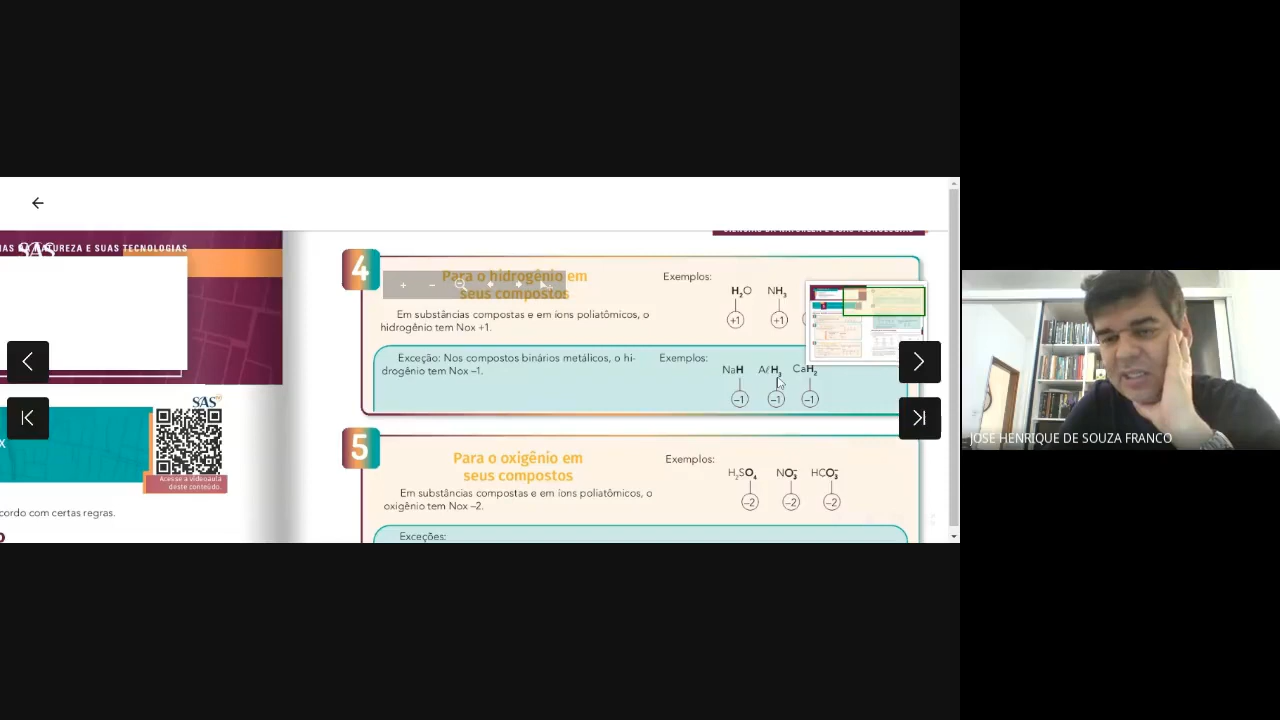 SAS
UREZA E SUAS TECNOLOGIAS
SAS
Acesse a videoaula
deste conteúdo.
X
cordo com certas regras.
4
Para o hidrogênio em
seus compostos
Em substâncias compostas e em íons poliatômicos, o
hidrogênio tem Nox +1.
Exemplos:
H₂O NH₃
+1 +1
Exceção: Nos compostos binários metálicos, o hi-
drogênio tem Nox –1.
Exemplos:
NaH AℓH₃ CaH₂
–1 –1 –1
5
Para o oxigênio em
seus compostos
Em substâncias compostas e em íons poliatômicos, o
oxigênio tem Nox –2.
Exemplos:
H₂SO₄ NO₃⁻ HCO₃⁻
–2 –2 –2
Exceções:
JOSE HENRIQUE DE SOUZA FRANCO